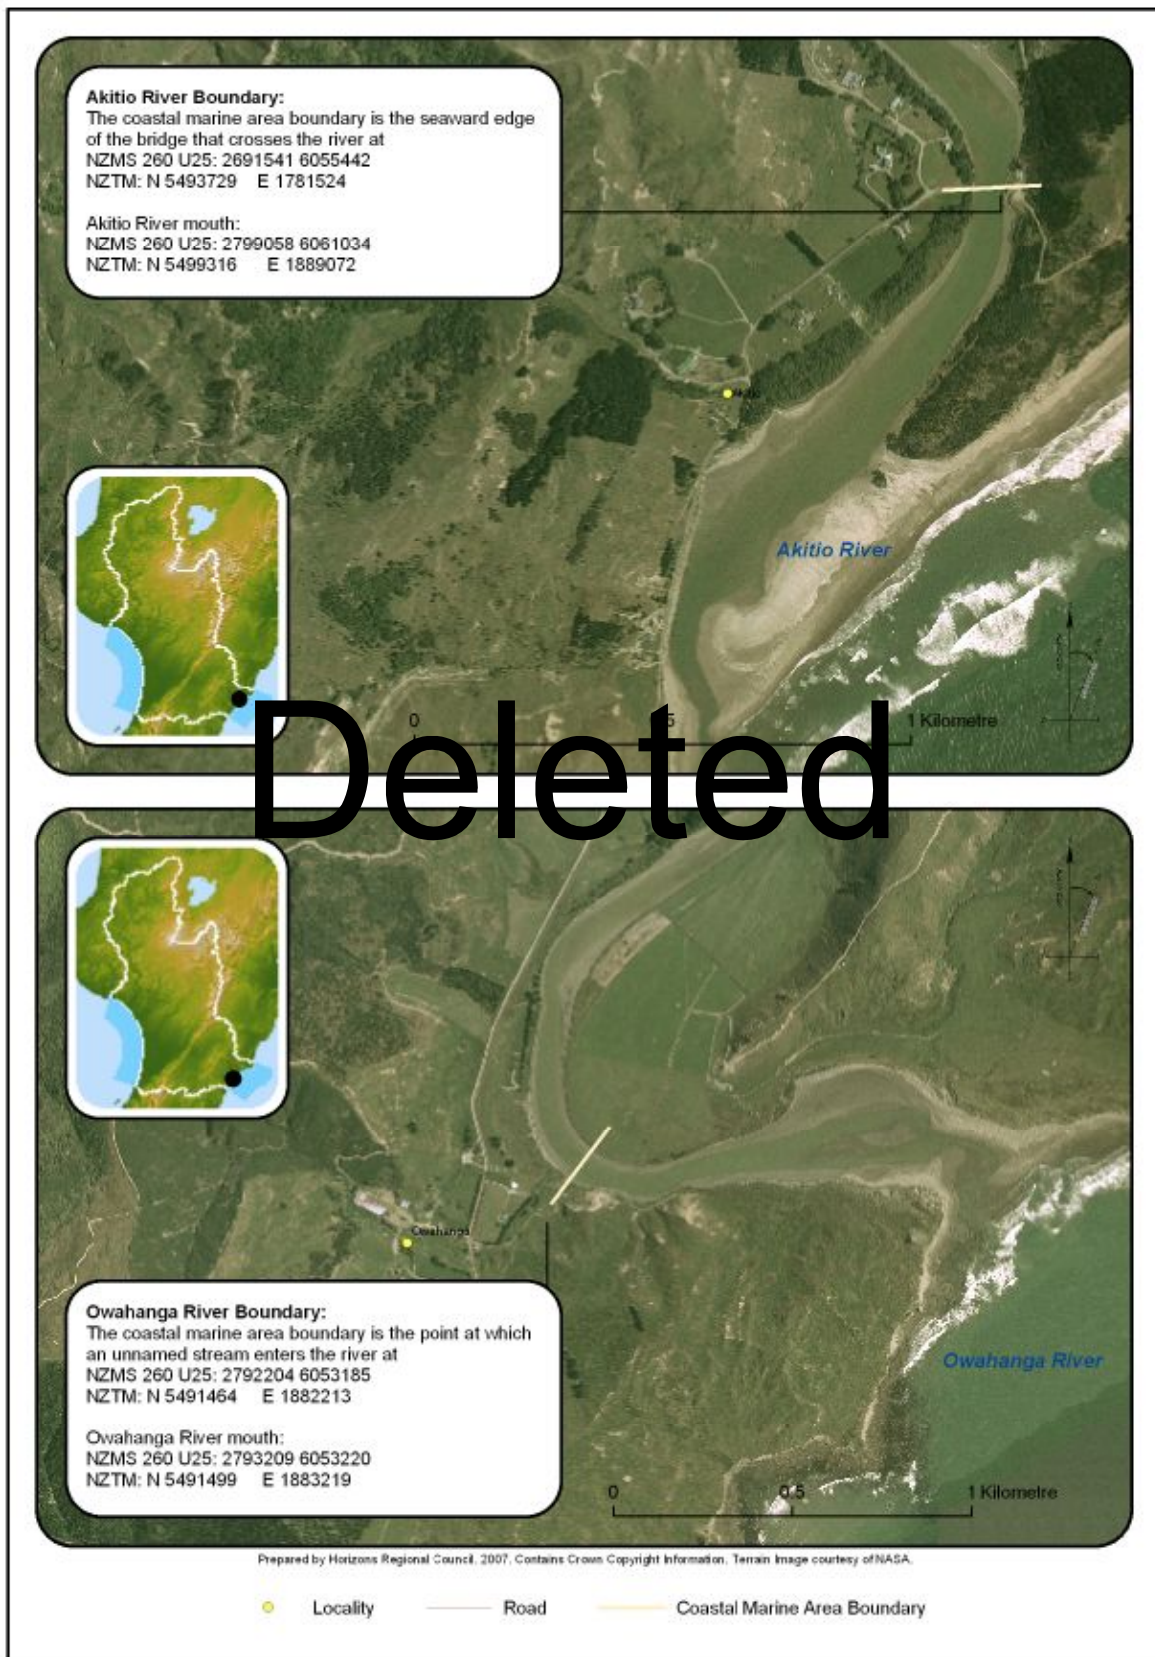 Akitio River Boundary:
The coastal marine area boundary is the seaward edge
of the bridge that crosses the river at
NZMS 260 U25: 2691541 6055442
NZTM: N 5493729 E 1781524
Akitio River mouth:
NZMS 260 U25: 2799058 6061034
NZTM: N 5499316 E 1889072
Akitio River
0
1 Kilometre
Deleted
Owahanga
Owahanga River Boundary:
The coastal marine area boundary is the point at which
an unnamed stream enters the river at
NZMS 260 U25: 2792204 6053185
NZTM: N 5491464 E 1882213
Owahanga River mouth:
NZMS 260 U25: 2793209 6053220
NZTM: N 5491499 E 1883219
Owahanga River
0 0.5 1 Kilometre
Prepared by Horizons Regional Council, 2007. Contains Crown Copyright Information. Terrain Image courtesy of NASA.
Locality Road Coastal Marine Area Boundary